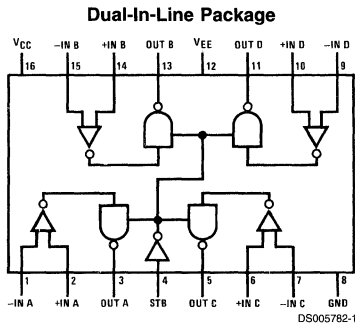 Dual-In-Line Package
VCC -IN B +IN B OUT B VEE OUT D +IN D -IN D
16 15 14 13 12 11 10 9
1 2 3 4 5 6 7 8
-IN A +IN A OUT A STB OUT C +IN C -IN C GND
DS005782-1